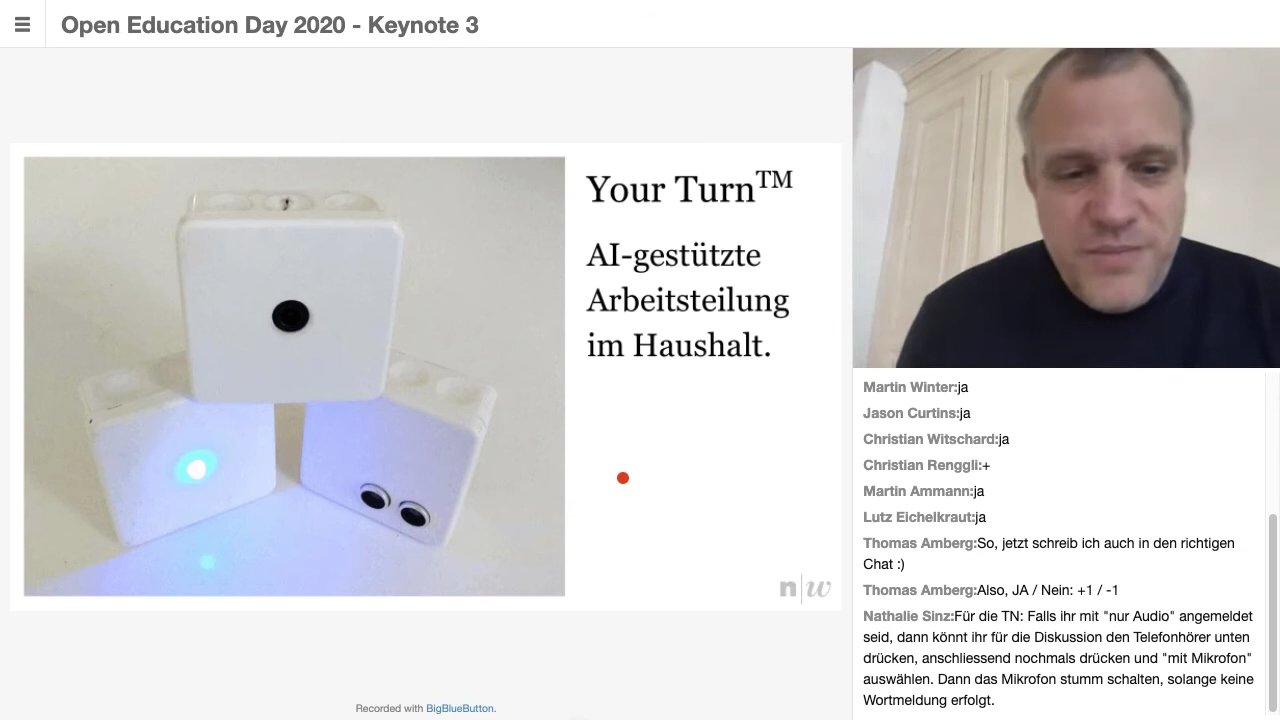 Open Education Day 2020 - Keynote 3
Your Turn™
AI-gestützte
Arbeitsteilung
im Haushalt.
n|w
Recorded with BigBlueButton.
Martin Winter:ja
Jason Curtins:ja
Christian Witschard:ja
Christian Renggli:+
Martin Ammann:ja
Lutz Eichelkraut:ja
Thomas Amberg:So, jetzt schreib ich auch in den richtigen
Chat :)
Thomas Amberg:Also, JA / Nein: +1 / -1
Nathalie Sinz:Für die TN: Falls ihr mit "nur Audio" angemeldet
seid, dann könnt ihr für die Diskussion den Telefonhörer unten
drücken, anschliessend nochmals drücken und "mit Mikrofon"
auswählen. Dann das Mikrofon stumm schalten, solange keine
Wortmeldung erfolgt.